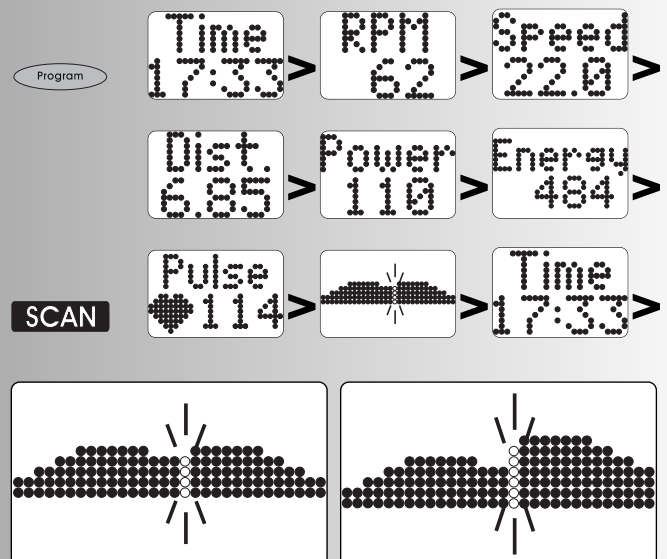 Program
Time
17:33
>
RPM
62
>
Speed
22.0
>
Dist.
6.85
>
Power
110
>
Energy
484
>
SCAN
Pulse
114
>
>
Time
17:33
>